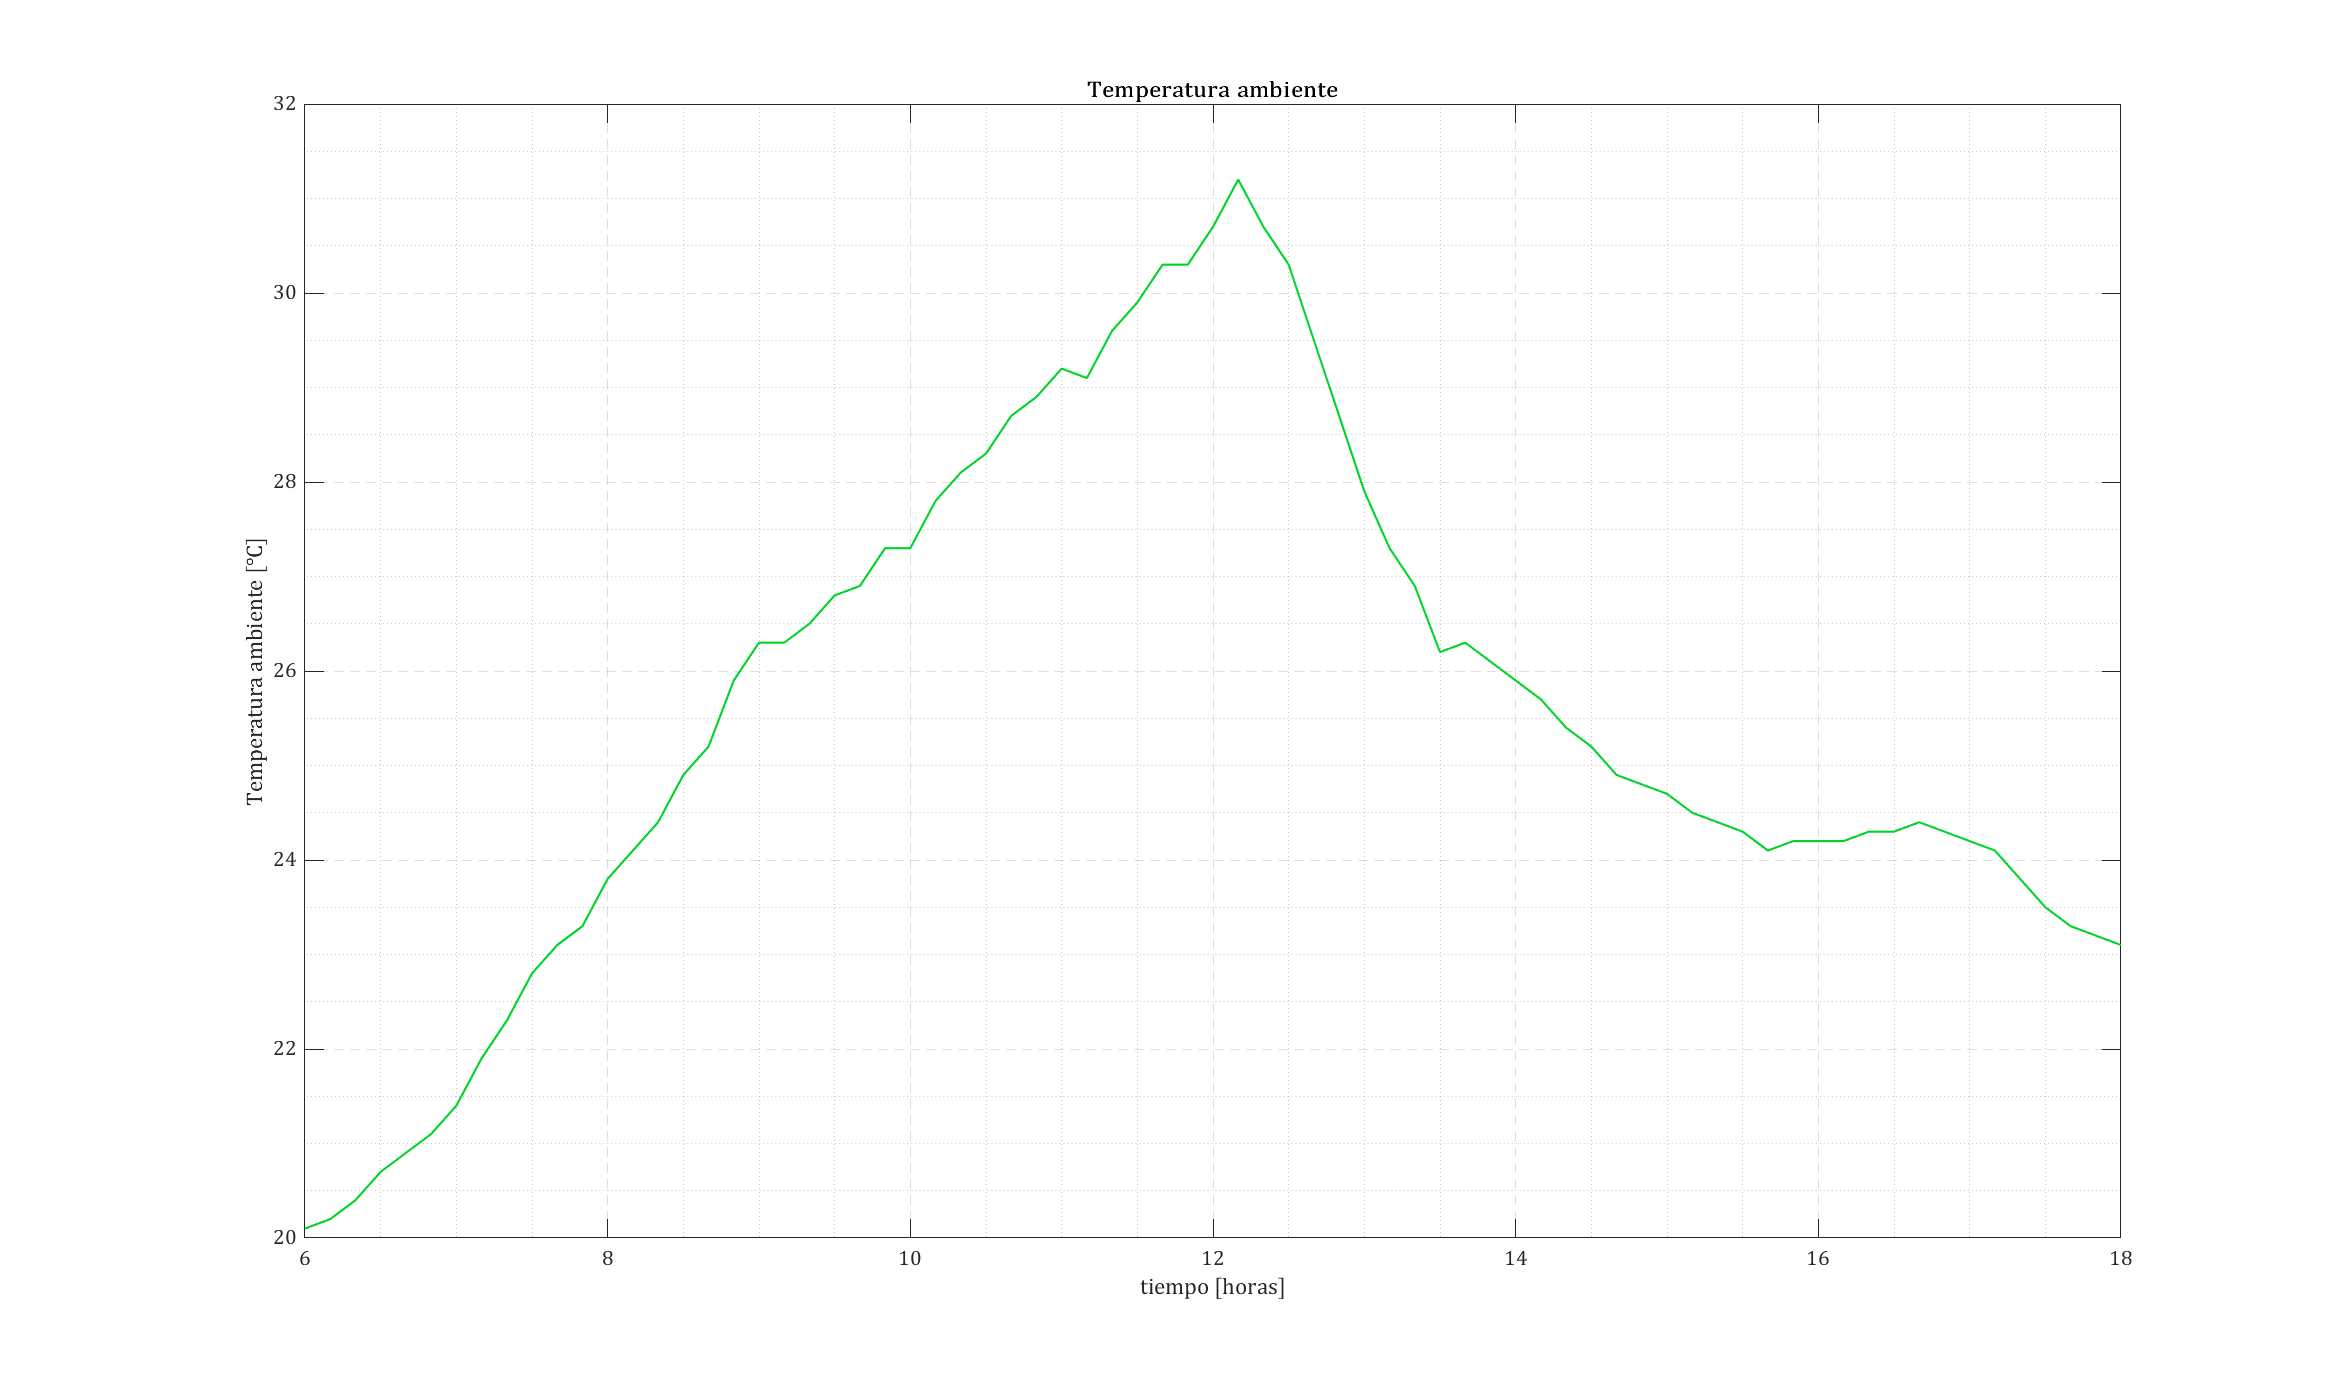 Temperatura ambiente
32
30
28
26
24
22
20
Temperatura ambiente [°C]
6 8 10 12 14 16 18
tiempo [horas]